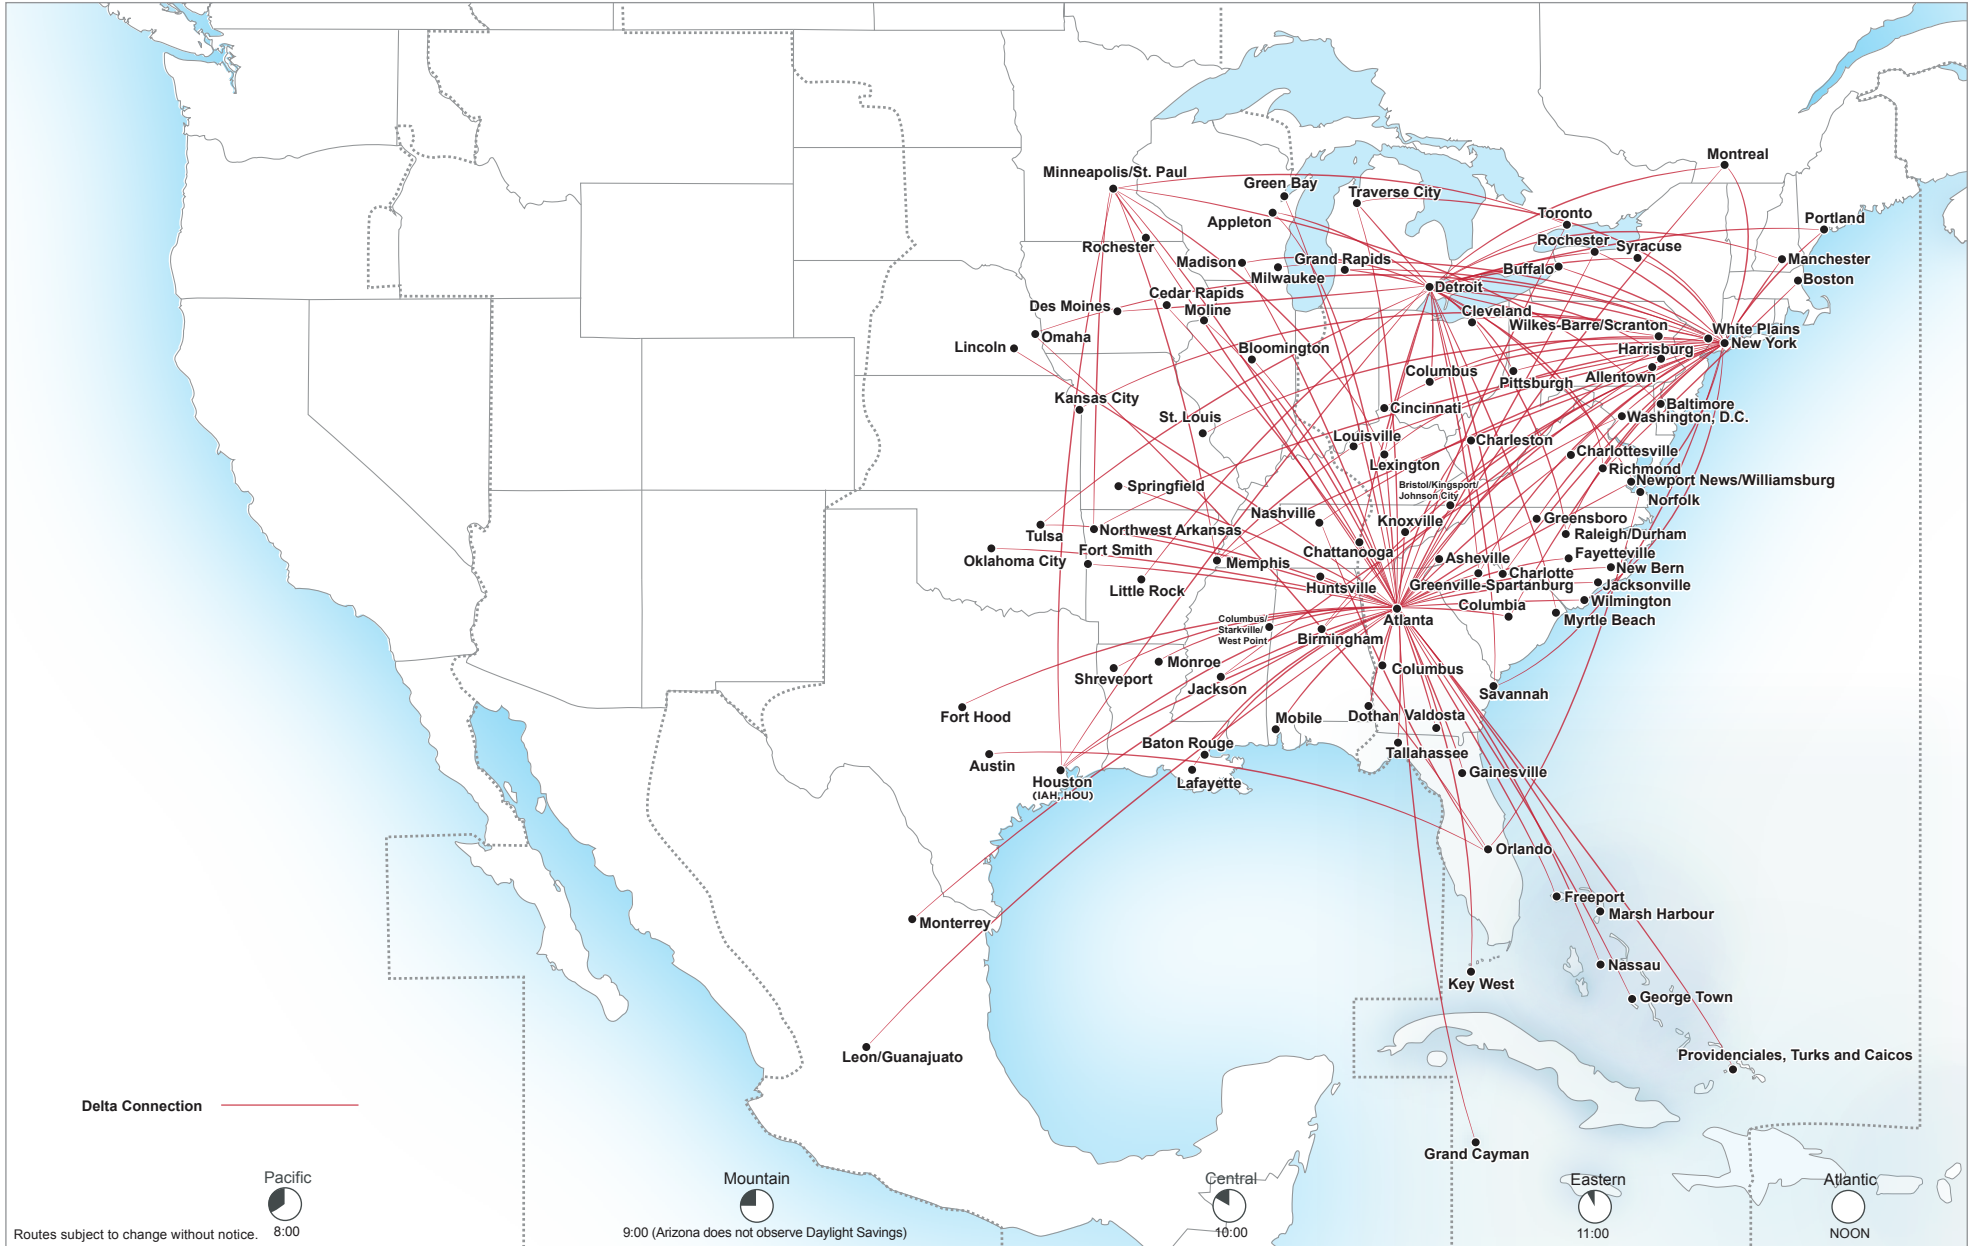 Montreal
Minneapolis/St. Paul
Green Bay
Traverse City
Appleton
Toronto
Portland
Rochester
Rochester
Syracuse
Madison
Grand Rapids
Buffalo
Manchester
Milwaukee
Boston
Detroit
Cedar Rapids
Des Moines
Moline
Cleveland
Wilkes-Barre/Scranton
White Plains
Omaha
New York
Lincoln
Bloomington
Harrisburg
Columbus
Pittsburgh
Allentown
Kansas City
Cincinnati
Baltimore
St. Louis
Washington, D.C.
Louisville
Charleston
Lexington
Charlottesville
Richmond
Springfield
Bristol/Kingsport/
Johnson City
Newport News/Williamsburg
Norfolk
Nashville
Knoxville
Greensboro
Tulsa
Northwest Arkansas
Raleigh/Durham
Oklahoma City
Fort Smith
Chattanooga
Asheville
Fayetteville
Memphis
Charlotte
New Bern
Little Rock
Huntsville
Greenville-Spartanburg
Jacksonville
Columbia
Wilmington
Columbus/
Starkville/
West Point
Atlanta
Myrtle Beach
Birmingham
Monroe
Columbus
Shreveport
Jackson
Savannah
Fort Hood
Mobile
Dothan
Valdosta
Baton Rouge
Tallahassee
Austin
Houston
(IAH, HOU)
Lafayette
Gainesville
Orlando
Freeport
Marsh Harbour
Monterrey
Nassau
Key West
George Town
Leon/Guanajuato
Providenciales, Turks and Caicos
Delta Connection
Grand Cayman
Pacific
Mountain
Central
Eastern
Atlantic
Routes subject to change without notice.
8:00
9:00 (Arizona does not observe Daylight Savings)
10:00
11:00
NOON